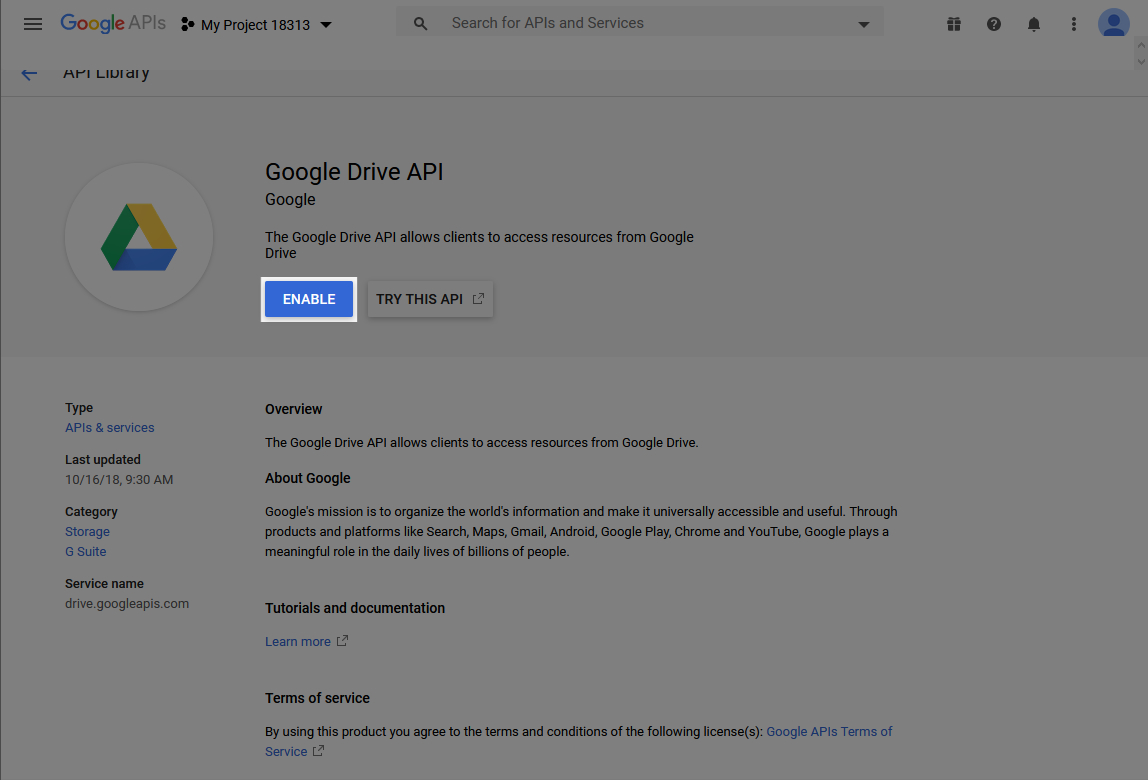 Google APIs
My Project 18313
Search for APIs and Services
API Library
Google Drive API
Google
The Google Drive API allows clients to access resources from Google
Drive
ENABLE
TRY THIS API
Type
APIs & services
Last updated
10/16/18, 9:30 AM
Category
Storage
G Suite
Service name
drive.googleapis.com
Overview
The Google Drive API allows clients to access resources from Google Drive.
About Google
Google's mission is to organize the world's information and make it universally accessible and useful. Through
products and platforms like Search, Maps, Gmail, Android, Google Play, Chrome and YouTube, Google plays a
meaningful role in the daily lives of billions of people.
Tutorials and documentation
Learn more
Terms of service
By using this product you agree to the terms and conditions of the following license(s): Google APIs Terms of
Service